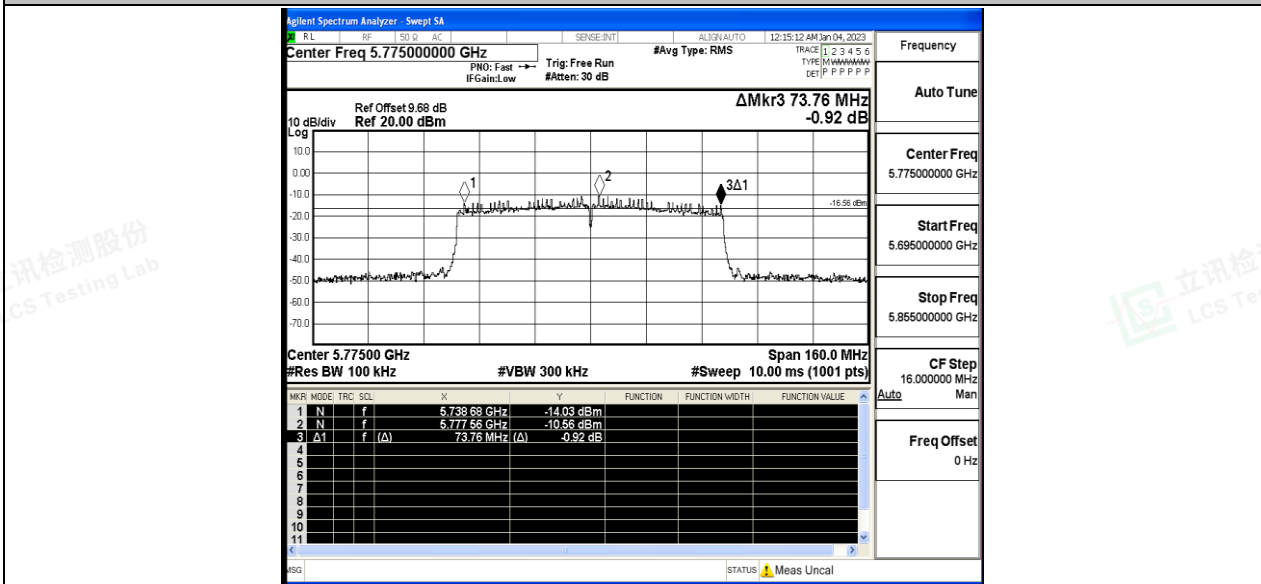 Agilent Spectrum Analyzer - Swept SA
RL RF 50 Ω AC SENSE:INT ALIGN AUTO 12:15:12 AM Jan 04, 2023
Center Freq 5.775000000 GHz
#Avg Type: RMS
TRACE 1 2 3 4 5 6
PNO: Fast
Trig: Free Run
TYPE M
IFGain:Low
#Atten: 30 dB
DET P P P P P P
ΔMkr3 73.76 MHz
-0.92 dB
Ref Offset 9.68 dB
10 dB/div Ref 20.00 dBm
Log
10.0
0.00
-10.0
-20.0
-30.0
-40.0
-50.0
-60.0
-70.0
1
2
3Δ1
-16.56 dBm
Center 5.77500 GHz Span 160.0 MHz
#Res BW 100 kHz #VBW 300 kHz #Sweep 10.00 ms (1001 pts)
MKR MODE TRC SCL X Y FUNCTION FUNCTION WIDTH FUNCTION VALUE
1 N f 5.738 68 GHz -14.03 dBm
2 N f 5.777 56 GHz -10.56 dBm
3 Δ1 f (Δ) 73.76 MHz (Δ) -0.92 dB
4
5
6
7
8
9
10
11
MSG STATUS Meas Uncal
Frequency
Auto Tune
Center Freq
5.775000000 GHz
Start Freq
5.695000000 GHz
Stop Freq
5.855000000 GHz
CF Step
16.000000 MHz
Auto Man
Freq Offset
0 Hz
讯检测股份
LCS Testing Lab
立讯检
LCS Tes